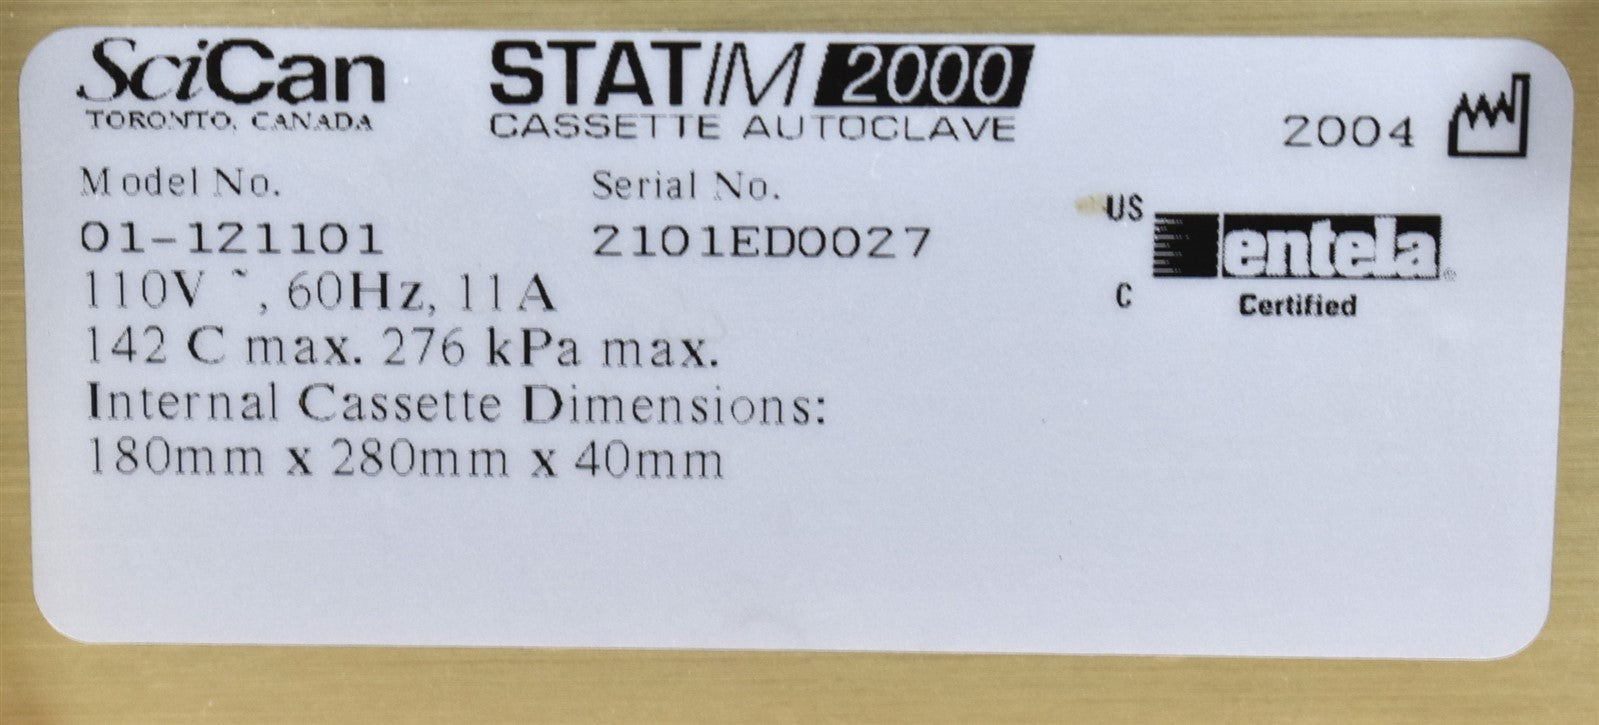 SciCan
TORONTO, CANADA
STATIM 2000
CASSETTE AUTOCLAVE
2004
Model No.
01-121101
Serial No.
2101ED0027
110V ~, 60Hz, 11A
142 C max. 276 kPa max.
Internal Cassette Dimensions:
180mm x 280mm x 40mm
US
C
entela®
Certified